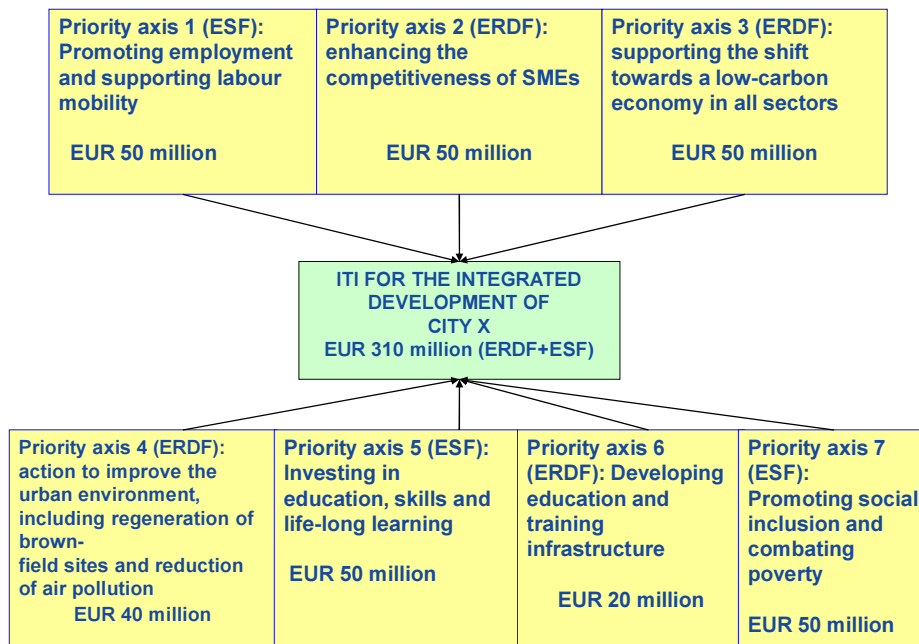 Priority axis 1 (ESF):
Promoting employment
and supporting labour
mobility
EUR 50 million
Priority axis 2 (ERDF):
enhancing the
competitiveness of SMEs
EUR 50 million
Priority axis 3 (ERDF):
supporting the shift
towards a low-carbon
economy in all sectors
EUR 50 million
ITI FOR THE INTEGRATED
DEVELOPMENT OF
CITY X
EUR 310 million (ERDF+ESF)
Priority axis 4 (ERDF):
action to improve the
urban environment,
including regeneration of
brown-
field sites and reduction
of air pollution
EUR 40 million
Priority axis 5 (ESF):
Investing in
education, skills and
life-long learning
EUR 50 million
Priority axis 6
(ERDF): Developing
education and
training
infrastructure
EUR 20 million
Priority axis 7
(ESF):
Promoting social
inclusion and
combating
poverty
EUR 50 million